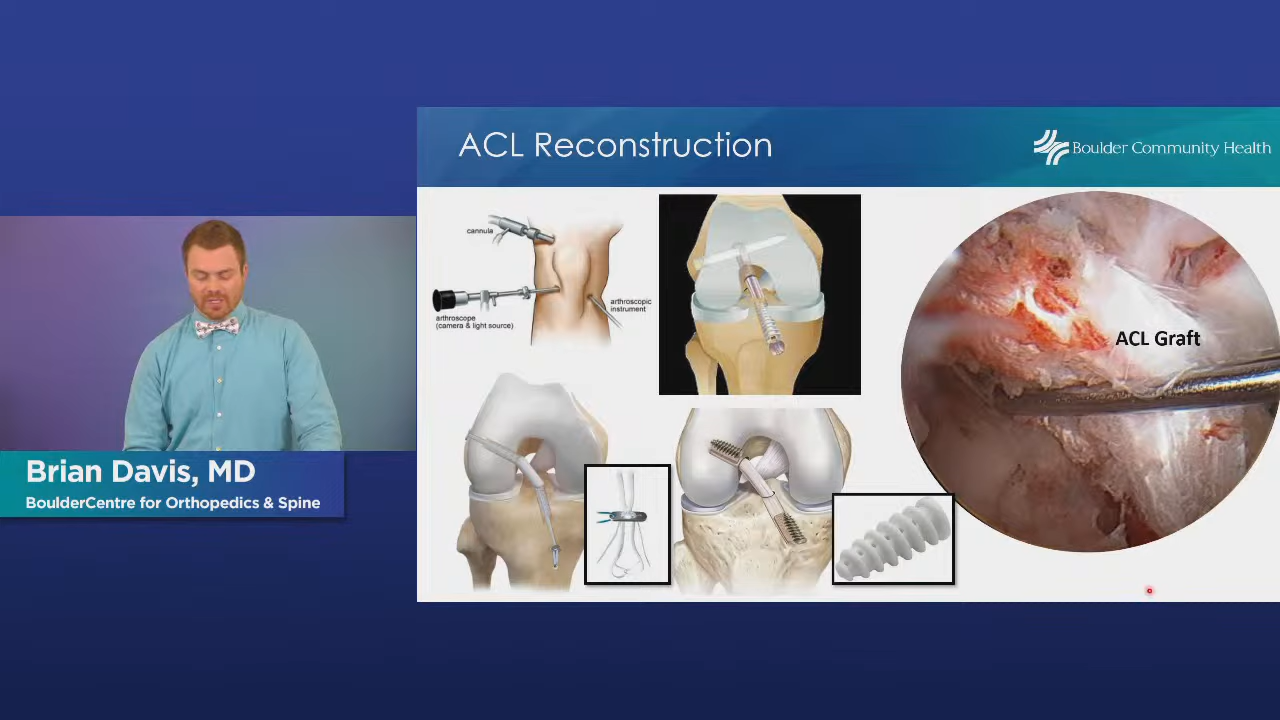 ACL Reconstruction
Boulder Community Health
cannula
arthroscope
(camera & light source)
arthroscopic
instrument
ACL Graft
Brian Davis, MD
BoulderCentre for Orthopedics & Spine